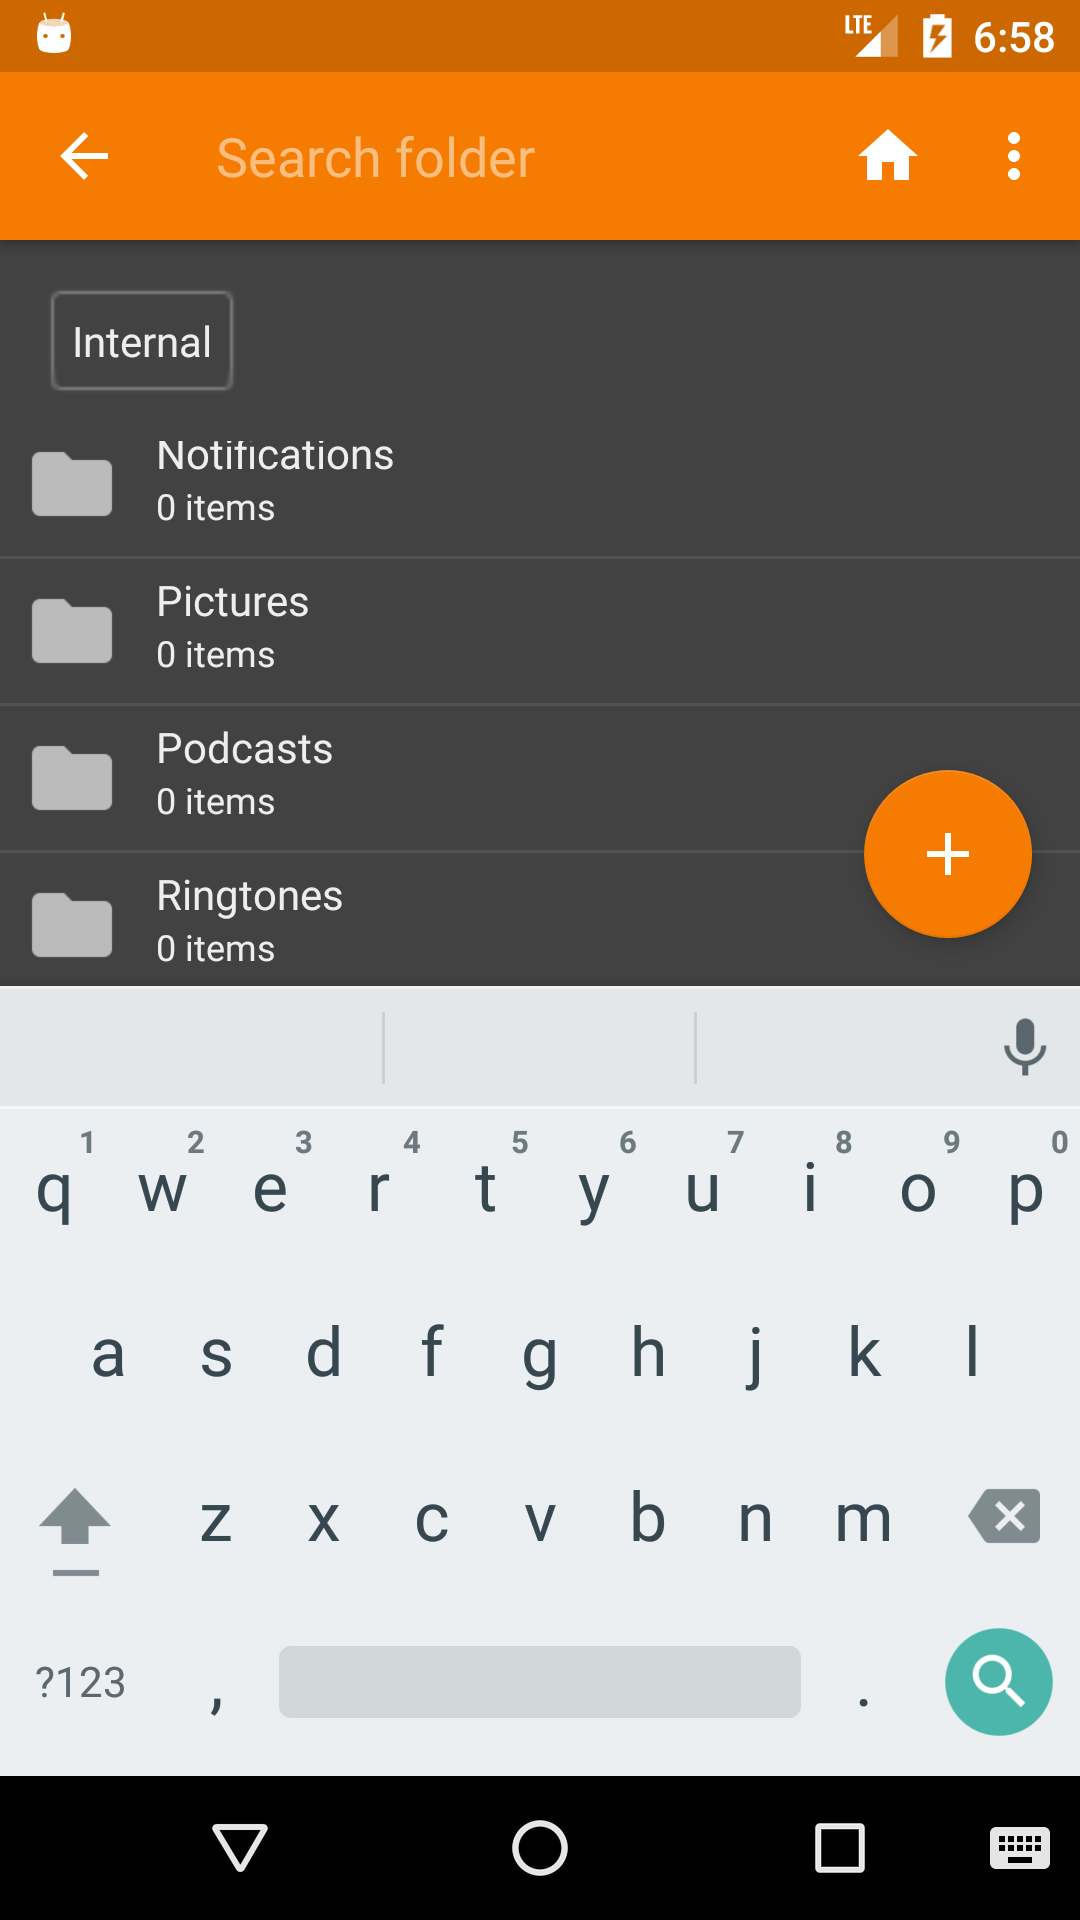 LTE 6:58
Search folder
Internal
Notifications
0 items
Pictures
0 items
Podcasts
0 items
Ringtones
0 items
1 2 3 4 5 6 7 8 9 0
q w e r t y u i o p
a s d f g h j k l
z x c v b n m
?123 , .